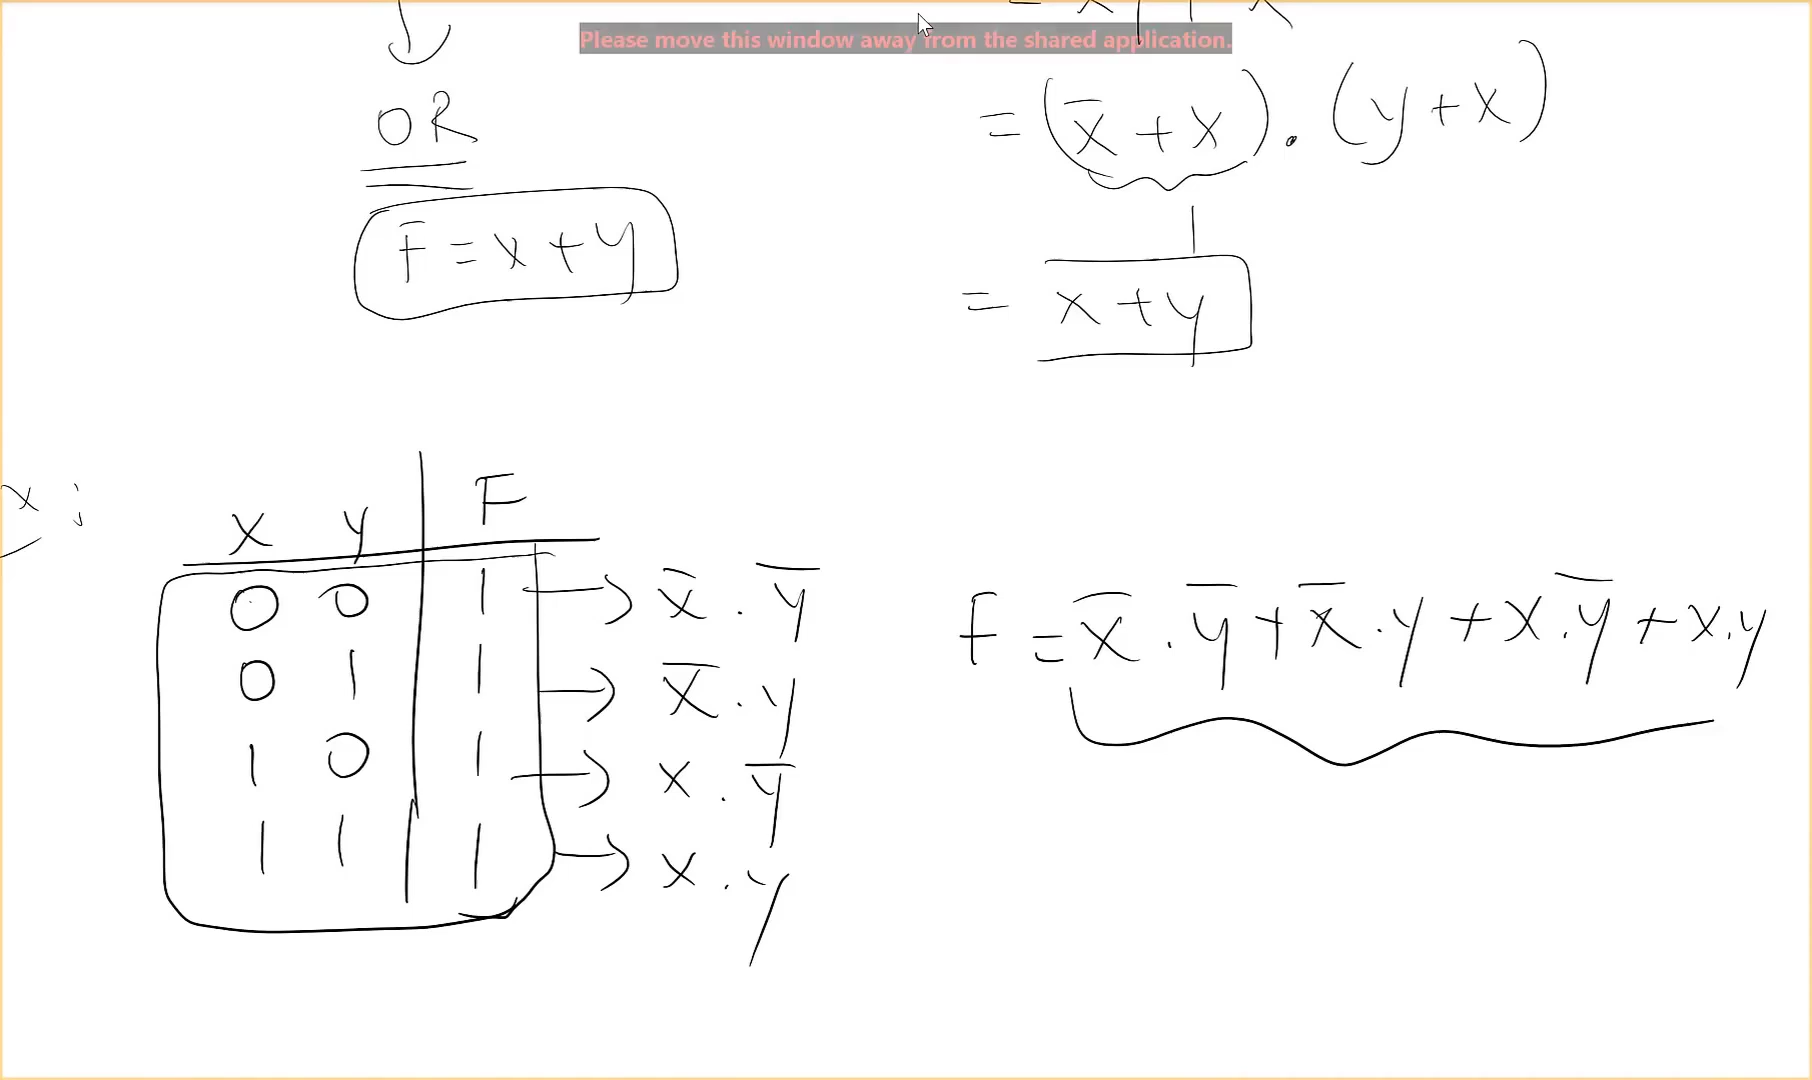 Please move this window away from the shared application.
OR
F = x + y
= (x̅ + x) . (y + x)
1
= x + y
x :
x y F
0 0 1 → x̅ . y̅
0 1 1 → x̅ . y
1 0 1 → x . y̅
1 1 1 → x . y
F = x̅ . y̅ + x̅ . y + x . y̅ + x . y